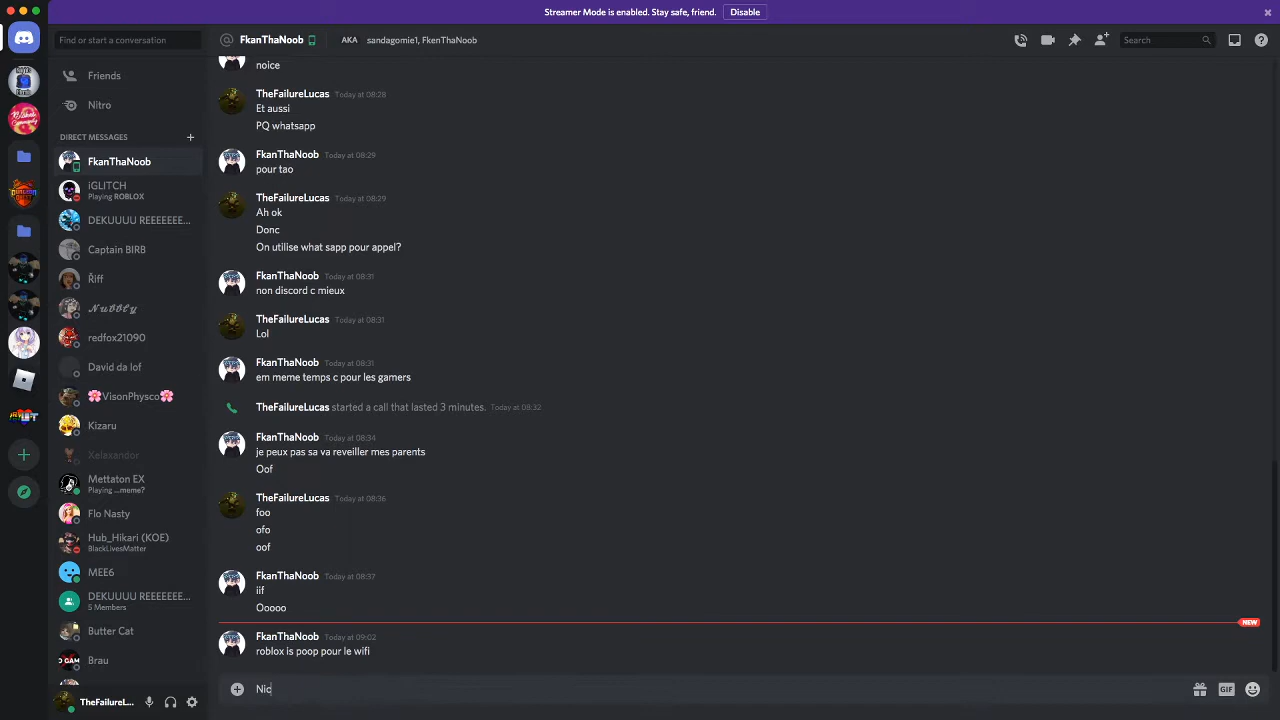 Streamer Mode is enabled. Stay safe, friend. Disable
Find or start a conversation
FkanThaNoob AKA sandagomie1, FkenThaNoob
Search
Friends
Nitro
DIRECT MESSAGES
FkanThaNoob
iGLITCH
Playing ROBLOX
DEKUUUU REEEEEEE...
Captain BIRB
Řiff
𝓝𝓾𝓑𝓑𝓵𝔂
redfox21090
David da lof
🌸VisonPhysco🌸
Kizaru
Xelaxandor
Mettaton EX
Playing ...meme?
Flo Nasty
Hub_Hikari (KOE)
BlackLivesMatter
MEE6
DEKUUUU REEEEEEE...
5 Members
Butter Cat
Brau
TheFailureL...
noice
TheFailureLucas Today at 08:28
Et aussi
PQ whatsapp
FkanThaNoob Today at 08:29
pour tao
TheFailureLucas Today at 08:29
Ah ok
Donc
On utilise what sapp pour appel?
FkanThaNoob Today at 08:31
non discord c mieux
TheFailureLucas Today at 08:31
Lol
FkanThaNoob Today at 08:31
em meme temps c pour les gamers
TheFailureLucas started a call that lasted 3 minutes. Today at 08:32
FkanThaNoob Today at 08:34
je peux pas sa va reveiller mes parents
Oof
TheFailureLucas Today at 08:36
foo
ofo
oof
FkanThaNoob Today at 08:37
iif
Ooooo
NEW
FkanThaNoob Today at 09:02
roblox is poop pour le wifi
Nic
GIF